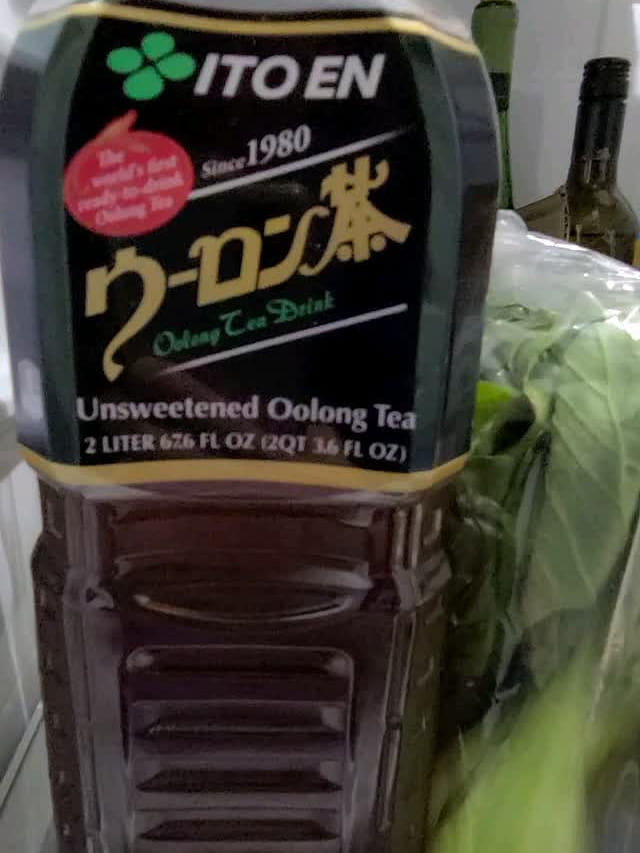 ITO EN
Since 1980
The
world's first
ready-to-drink
Oolong Tea
ウーロン茶
Oolong Tea Drink
Unsweetened Oolong Tea
2 LITER 67.6 FL OZ (2QT 3.6 FL OZ)